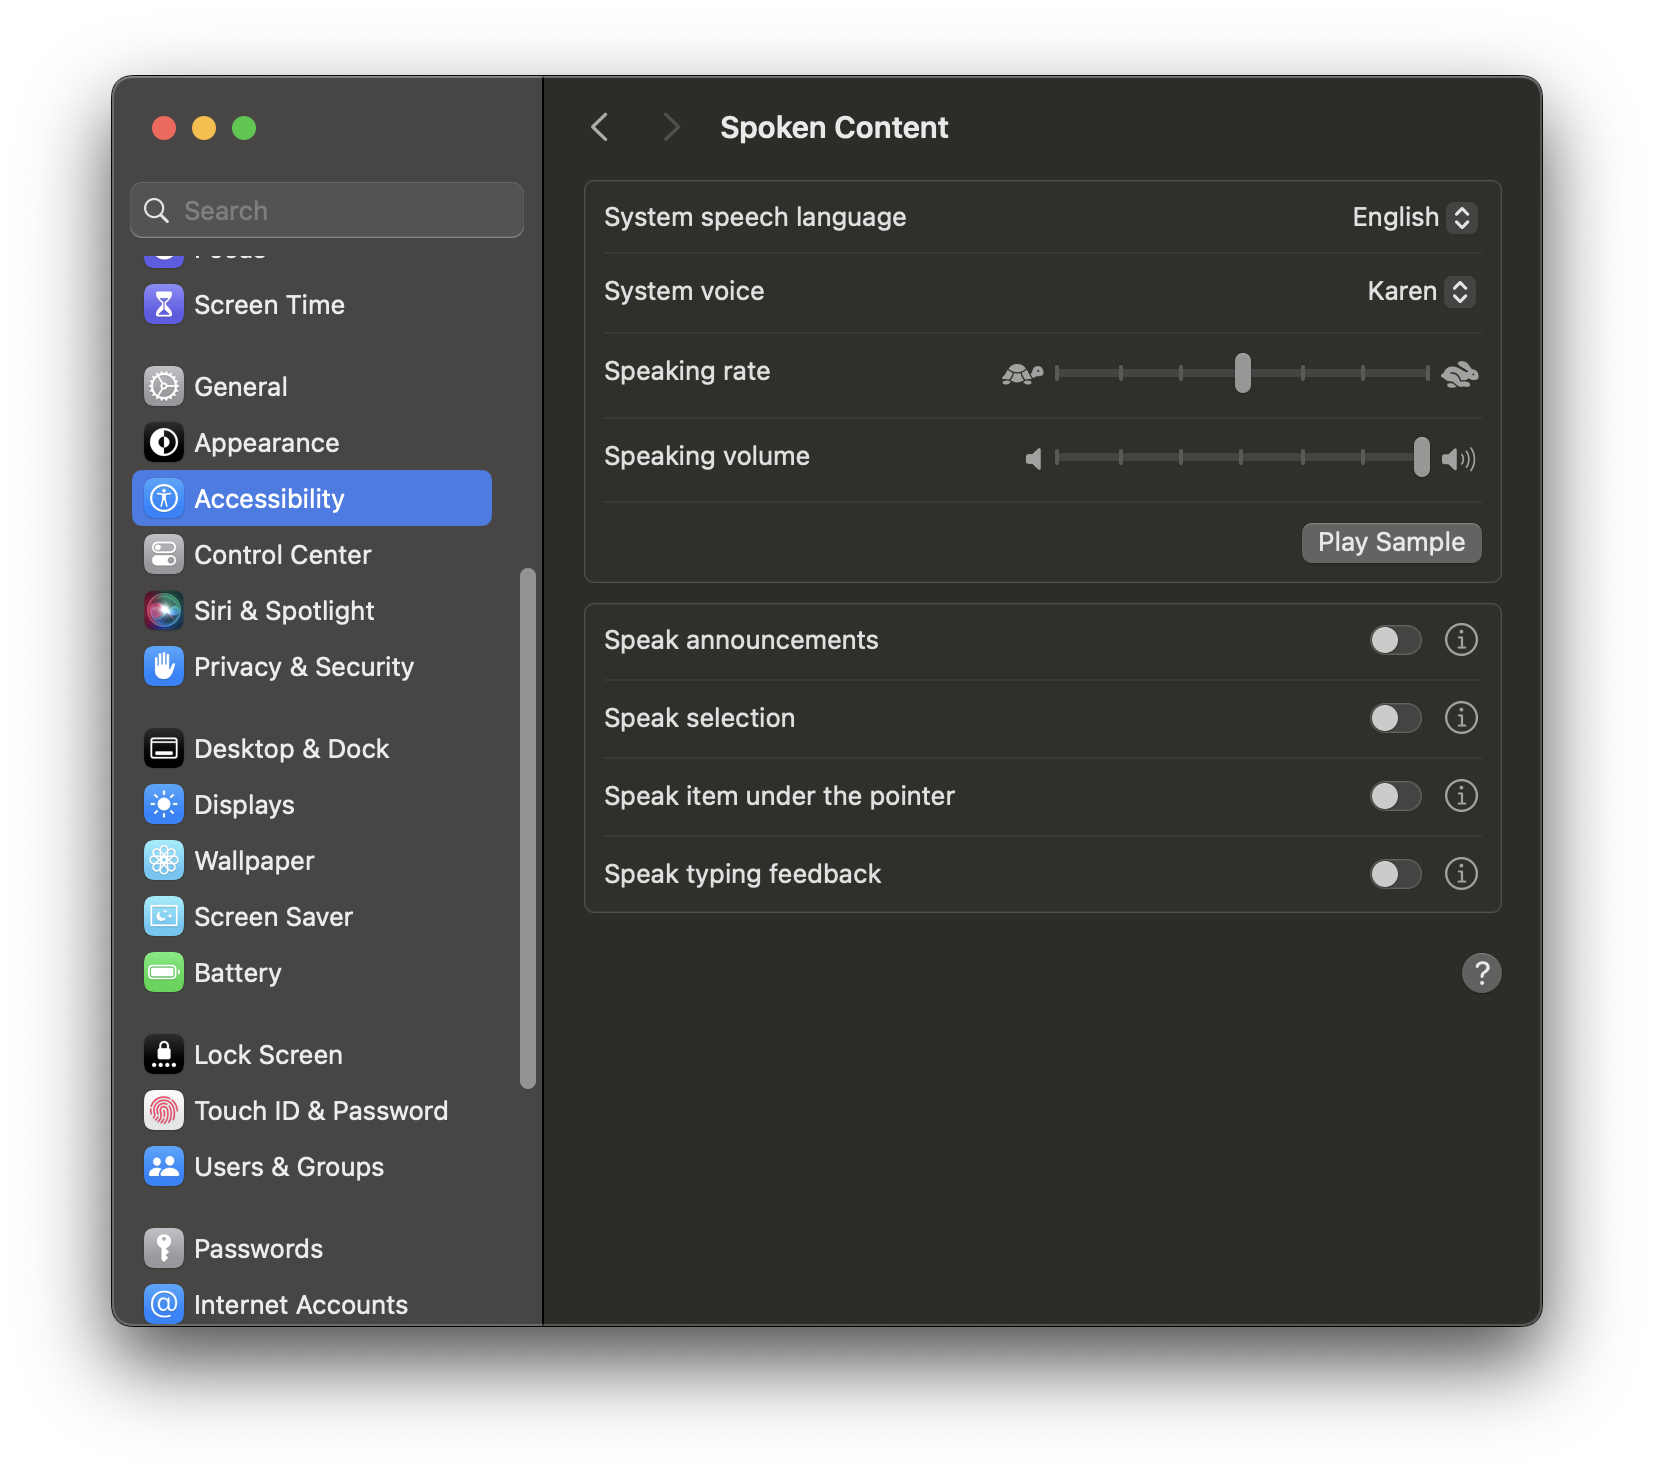 Search
Focus
Screen Time
General
Appearance
Accessibility
Control Center
Siri & Spotlight
Privacy & Security
Desktop & Dock
Displays
Wallpaper
Screen Saver
Battery
Lock Screen
Touch ID & Password
Users & Groups
Passwords
Internet Accounts
Spoken Content
System speech language English
System voice Karen
Speaking rate
Speaking volume
Play Sample
Speak announcements
Speak selection
Speak item under the pointer
Speak typing feedback
?